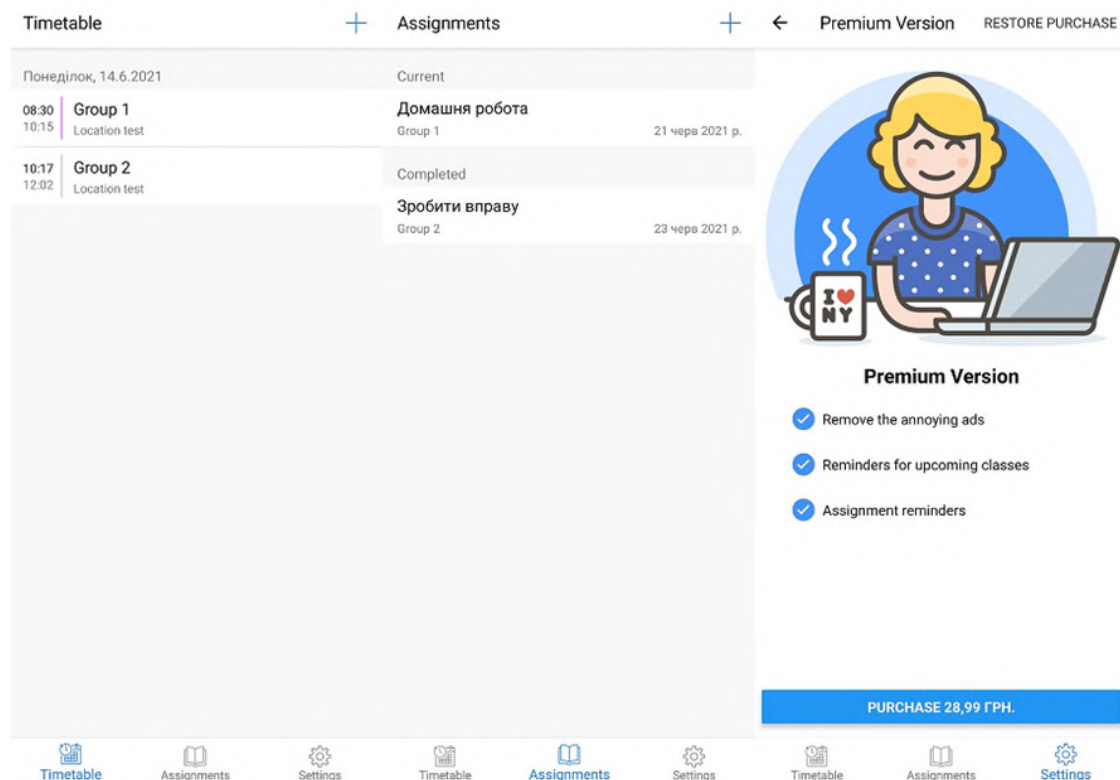 Timetable
+
Понеділок, 14.6.2021
08:30 Group 1
10:15 Location test
10:17 Group 2
12:02 Location test
Timetable Assignments Settings
Assignments
+
Current
Домашня робота
Group 1 21 черв 2021 р.
Completed
Зробити вправу
Group 2 23 черв 2021 р.
Timetable Assignments Settings
← Premium Version RESTORE PURCHASE
I ❤
NY
Premium Version
Remove the annoying ads
Reminders for upcoming classes
Assignment reminders
PURCHASE 28,99 ГРН.
Timetable Assignments Settings